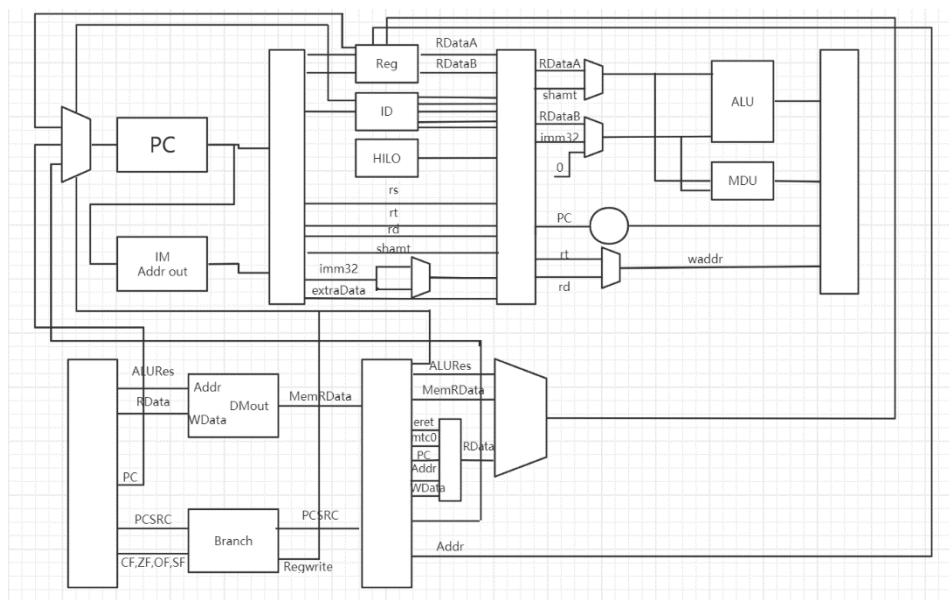 RDataA
Reg
RDataB
ID
PC
HILO
rs
rt
rd
shamt
IM
Addr out
imm32
extraData
RDataA
shamt
RDataB
imm32
0
ALU
MDU
PC
rt
rd
waddr
ALURes
Addr
RData
WData
DMout
MemRData
PC
PCSRC
Branch
PCSRC
CF,ZF,OF,SF
Regwrite
ALURes
MemRData
eret
mtc0
PC
RData
Addr
WData
Addr